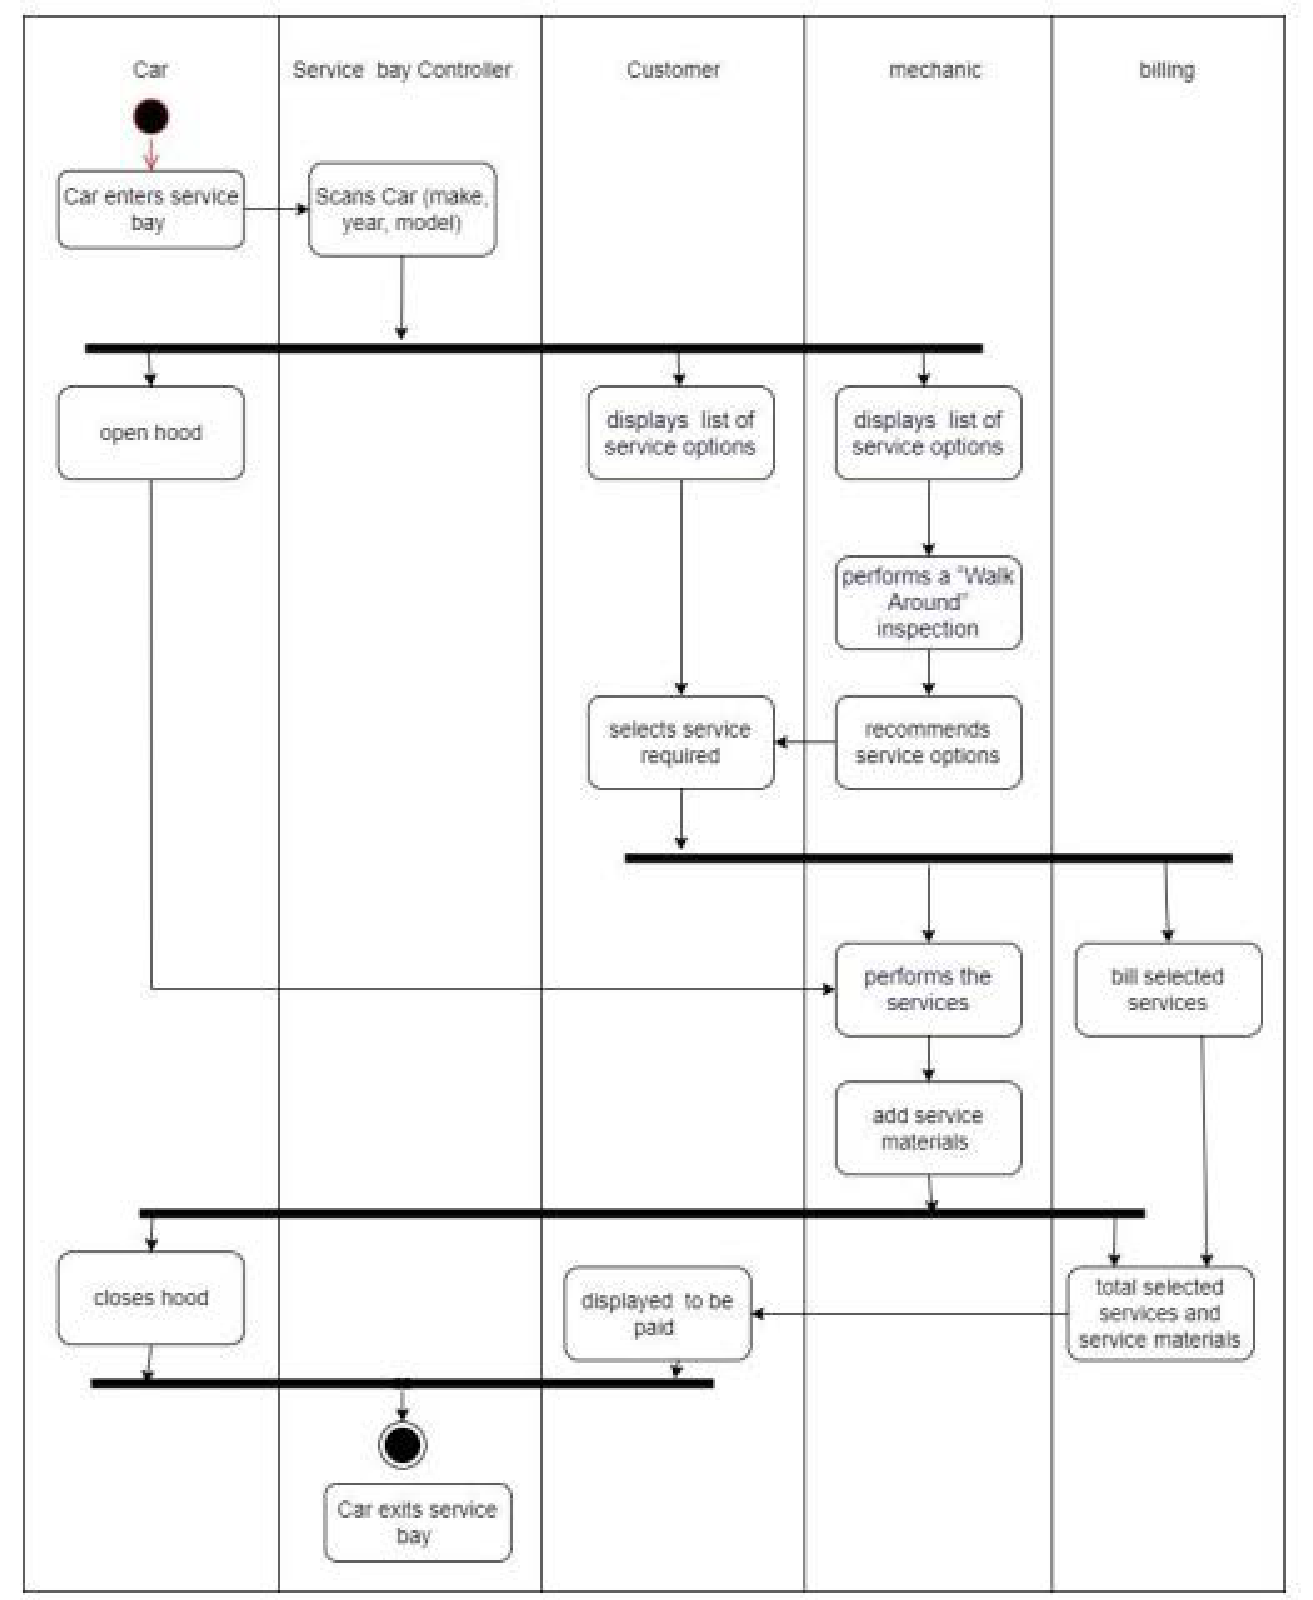 Car
Service bay Controller
Customer
mechanic
billing
Car enters service
bay
Scans Car (make,
year, model)
open hood
displays list of
service options
displays list of
service options
performs a "Walk
Around"
inspection
selects service
required
recommends
service options
performs the
services
bill selected
services
add service
materials
closes hood
displayed to be
paid
total selected
services and
service materials
Car exits service
bay